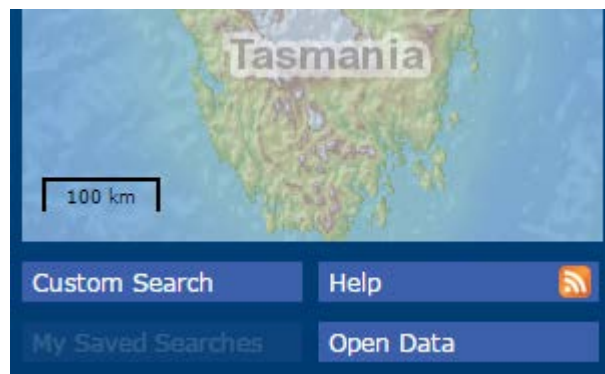 Tasmania
100 km
Custom Search
Help
My Saved Searches
Open Data